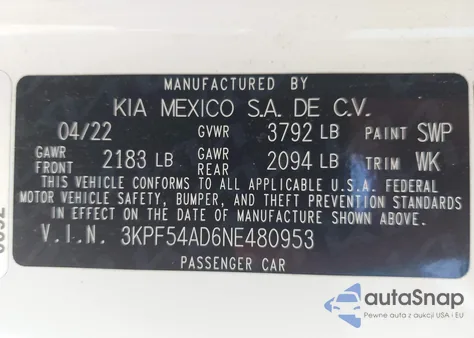 MANUFACTURED BY
KIA MEXICO S.A. DE C.V.
04/22 GVWR 3792 LB PAINT SWP
GAWR FRONT 2183 LB GAWR REAR 2094 LB TRIM WK
THIS VEHICLE CONFORMS TO ALL APPLICABLE U.S.A. FEDERAL
MOTOR VEHICLE SAFETY, BUMPER, AND THEFT PREVENTION STANDARDS
IN EFFECT ON THE DATE OF MANUFACTURE SHOWN ABOVE.
V.I.N. 3KPF54AD6NE480953
PASSENGER CAR
autoSnap
Pewne auta z aukcji USA i EU